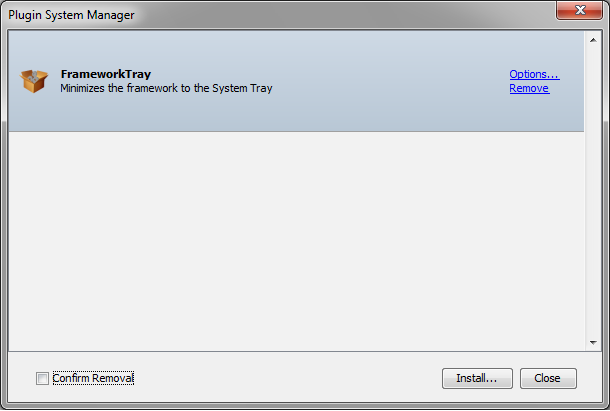 Plugin System Manager
FrameworkTray
Options...
Minimizes the framework to the System Tray
Remove
Confirm Removal
Install...
Close